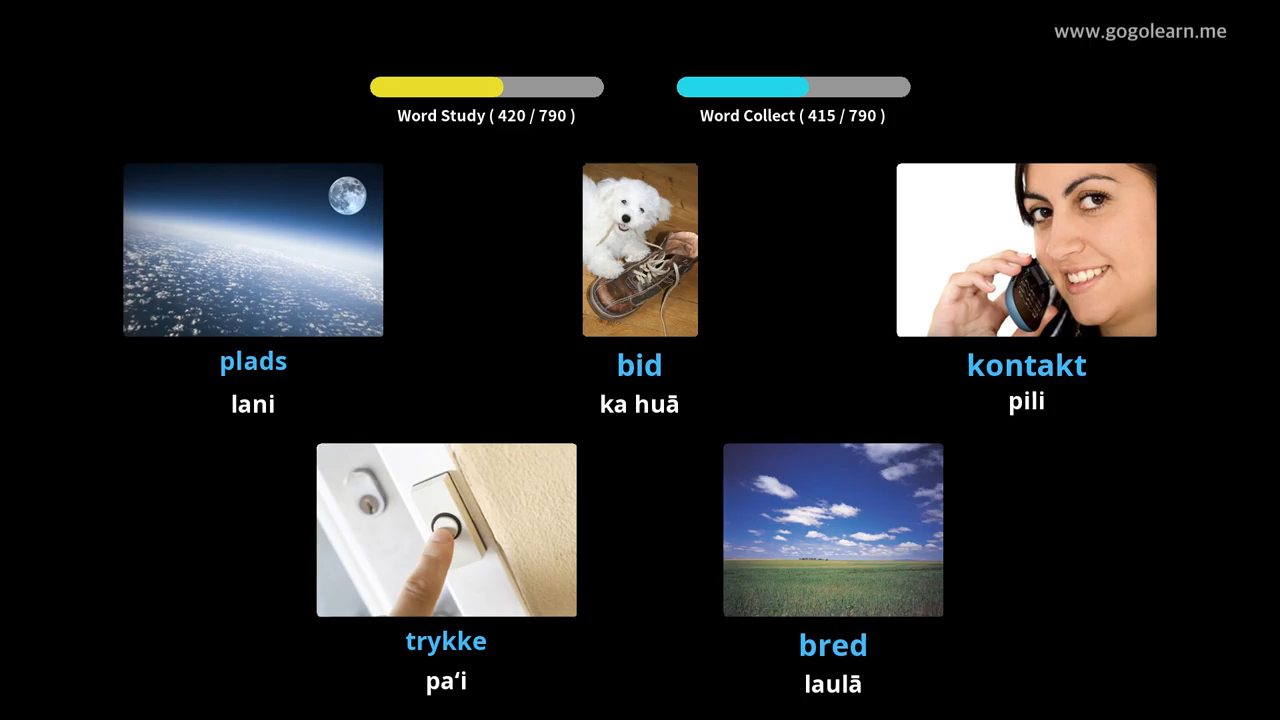 www.gogolearn.me
Word Study ( 420 / 790 )
Word Collect ( 415 / 790 )
plads
lani
bid
ka huā
kontakt
pili
trykke
paʻi
bred
laulā